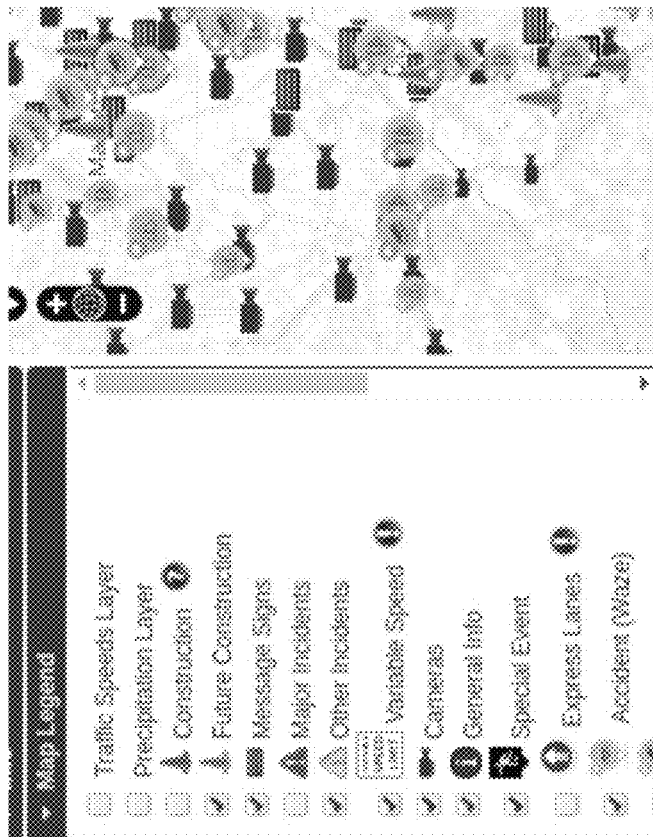 Map Legend
Traffic Speeds Layer
Precipitation Layer
Construction
Future Construction
Message Signs
Major Incidents
Other Incidents
Variable Speed
Cameras
General Info
Special Event
Express Lanes
Accident (Waze)